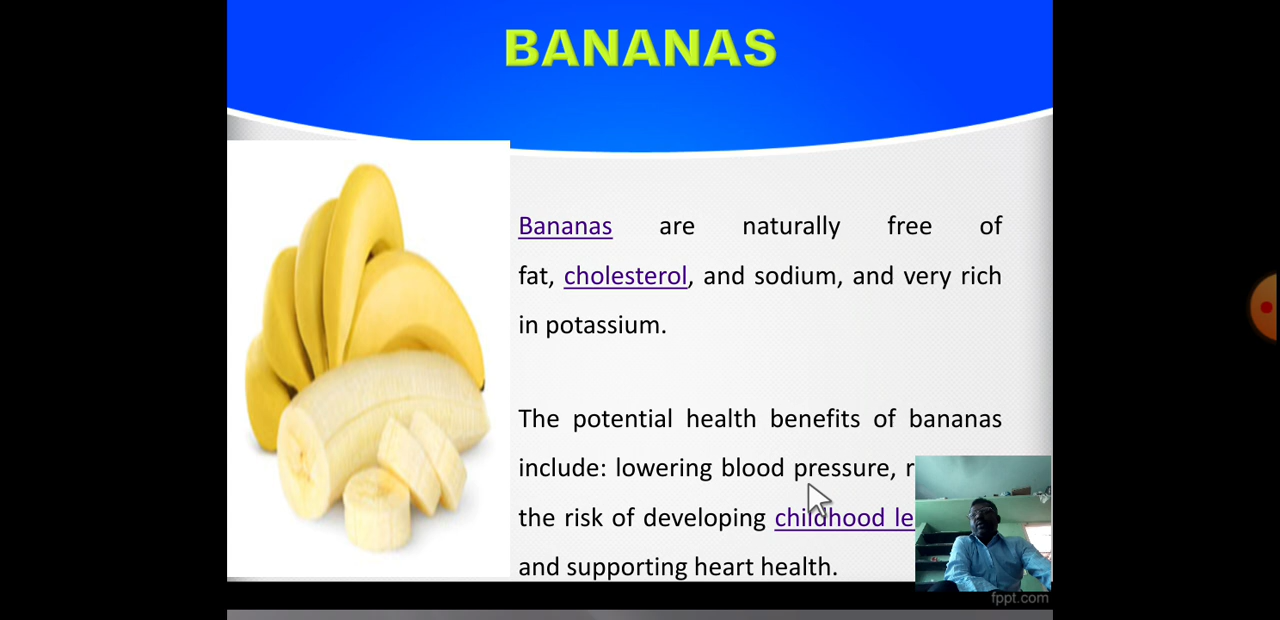 BANANAS
Bananas are naturally free of
fat, cholesterol, and sodium, and very rich
in potassium.
The potential health benefits of bananas
include: lowering blood pressure,
the risk of developing childhood
and supporting heart health.
fppt.com